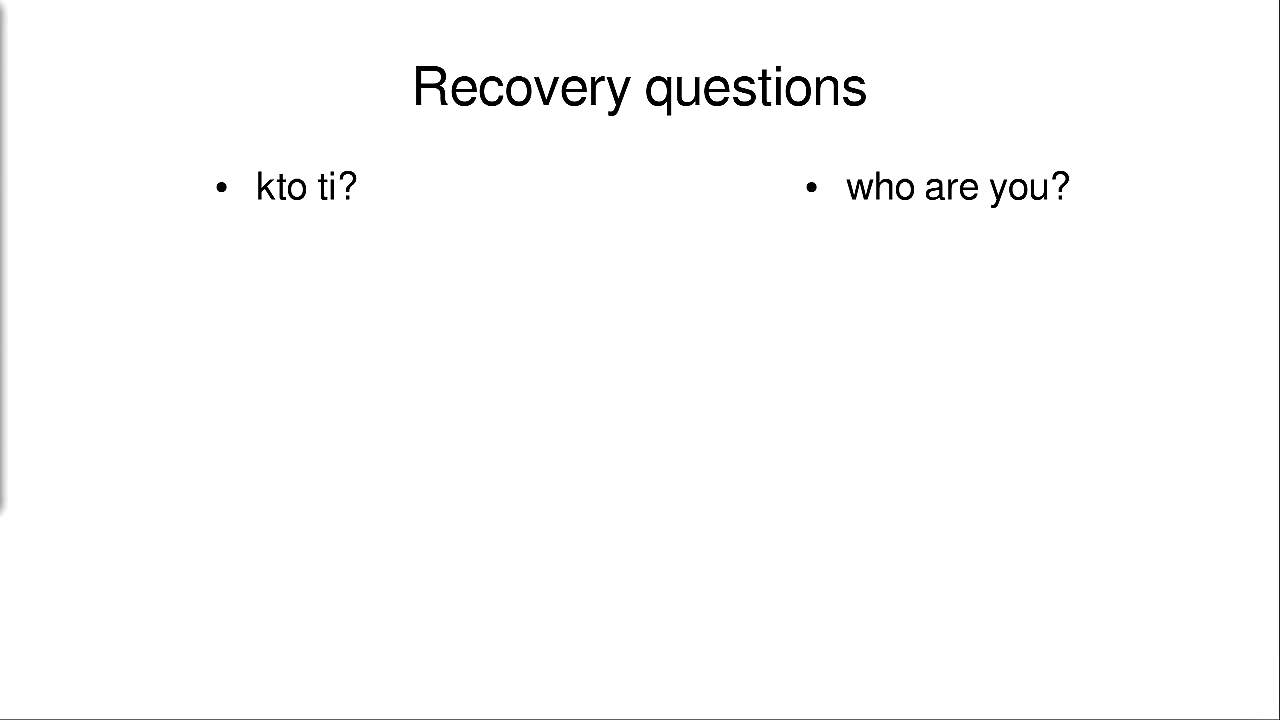 Recovery questions
• kto ti?
• who are you?